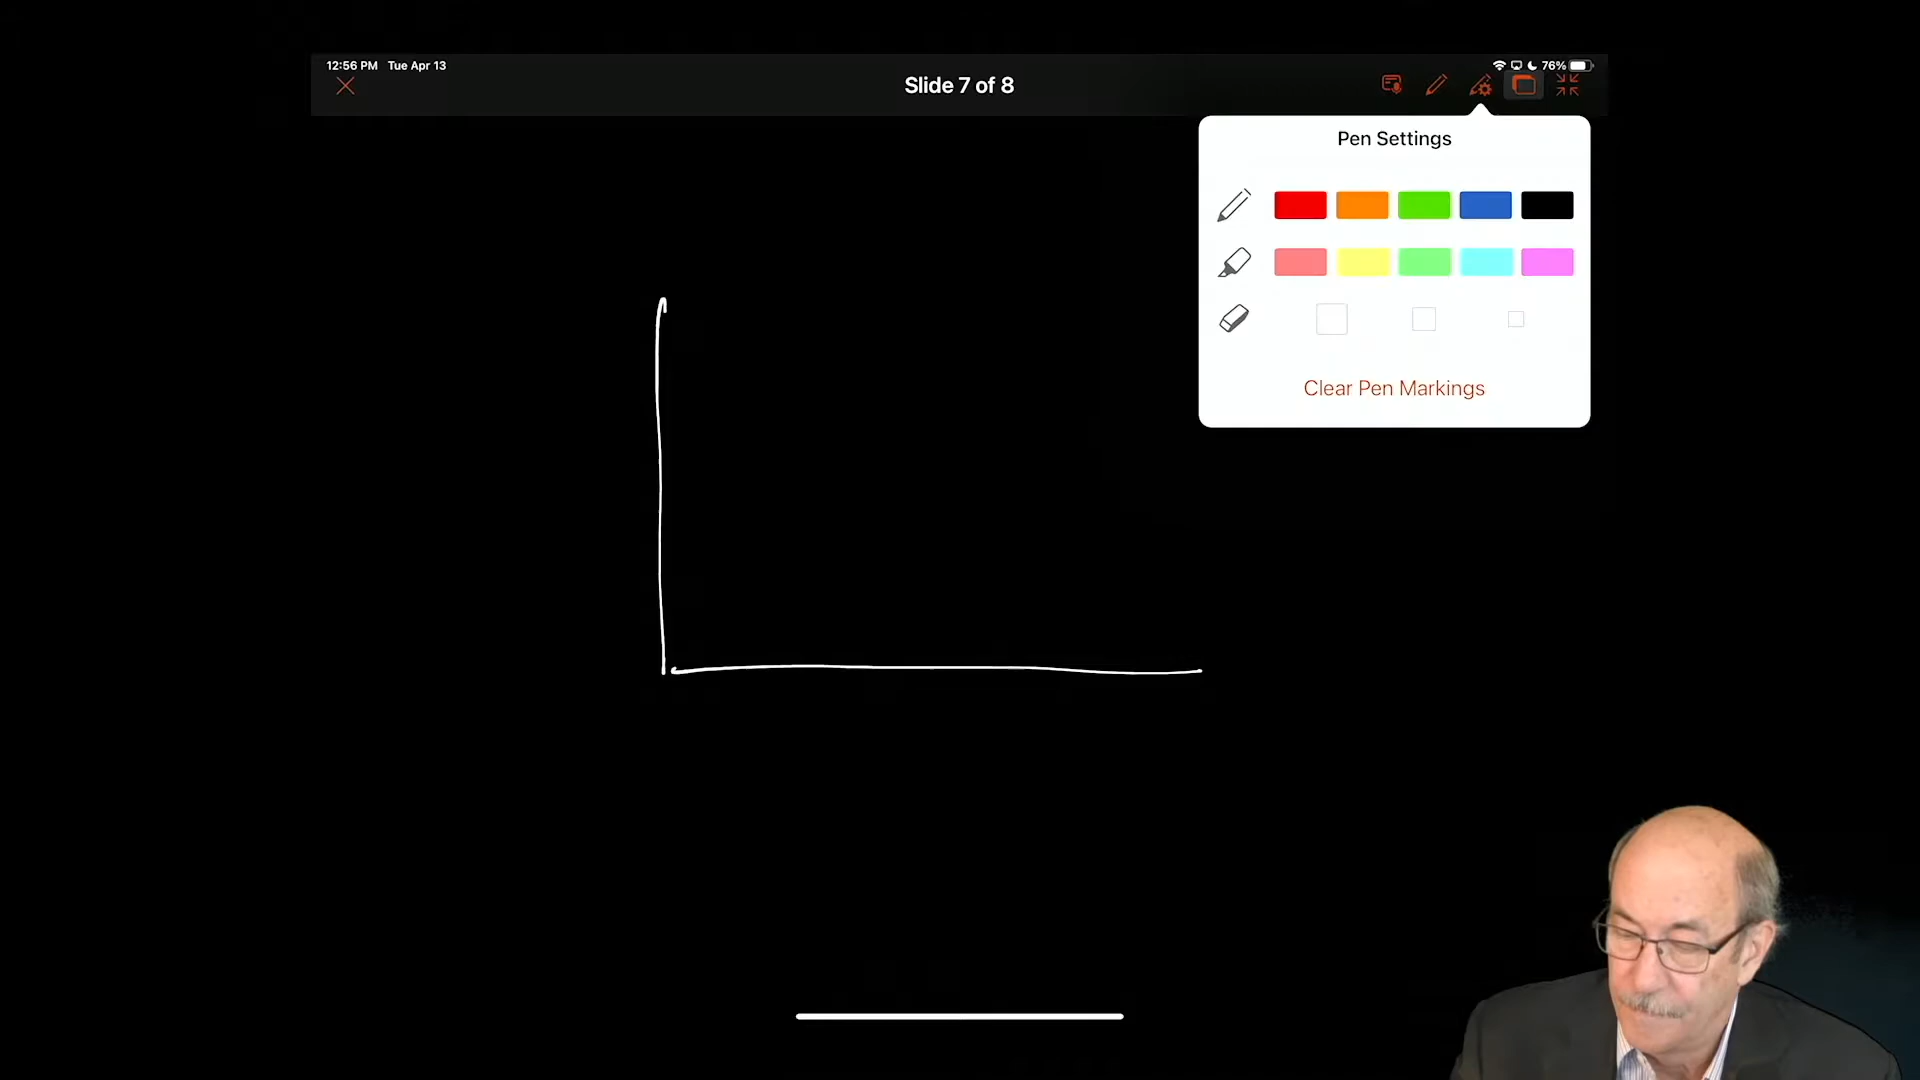 12:56 PM Tue Apr 13
76%
Slide 7 of 8
Pen Settings
Clear Pen Markings